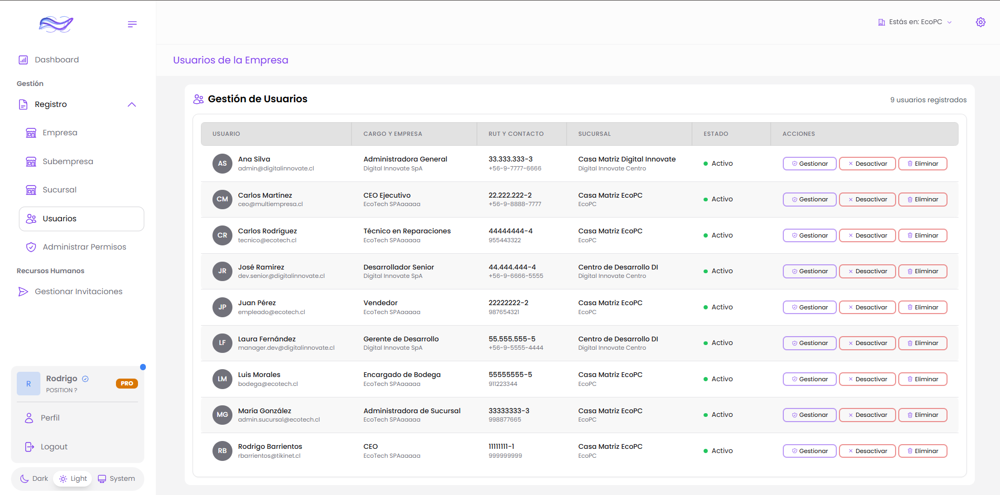 Estás en: EcoPC
Dashboard
Gestión
Registro
Empresa
Subempresa
Sucursal
Usuarios
Administrar Permisos
Recursos Humanos
Gestionar Invitaciones
R
Rodrigo
POSITION ?
PRO
Perfil
Logout
Dark
Light
System
Usuarios de la Empresa
Gestión de Usuarios
9 usuarios registrados
USUARIO CARGO Y EMPRESA RUT Y CONTACTO SUCURSAL ESTADO ACCIONES
AS Ana Silva Administradora General 33.333.333-3 Casa Matriz Digital Innovate Activo Gestionar Desactivar Eliminar
admin@digitalinnovate.cl Digital Innovate SpA +56-9-7777-6666 Digital Innovate Centro
CM Carlos Martínez CEO Ejecutivo 22.222.222-2 Casa Matriz EcoPC Activo Gestionar Desactivar Eliminar
ceo@multiempresa.cl EcoTech SPAaaaaa +56-9-8888-7777 EcoPC
CR Carlos Rodríguez Técnico en Reparaciones 44444444-4 Casa Matriz EcoPC Activo Gestionar Desactivar Eliminar
tecnico@ecotech.cl EcoTech SPAaaaaa 955443322 EcoPC
JR José Ramirez Desarrollador Senior 44.444.444-4 Centro de Desarrollo DI Activo Gestionar Desactivar Eliminar
dev.senior@digitalinnovate.cl Digital Innovate SpA +56-9-6666-5555 Digital Innovate Centro
JP Juan Pérez Vendedor 22222222-2 Casa Matriz EcoPC Activo Gestionar Desactivar Eliminar
empleado@ecotech.cl EcoTech SPAaaaaa 987654321 EcoPC
LF Laura Fernández Gerente de Desarrollo 55.555.555-5 Centro de Desarrollo DI Activo Gestionar Desactivar Eliminar
manager.dev@digitalinnovate.cl Digital Innovate SpA +56-9-5555-4444 Digital Innovate Centro
LM Luis Morales Encargado de Bodega 55555555-5 Casa Matriz EcoPC Activo Gestionar Desactivar Eliminar
bodega@ecotech.cl EcoTech SPAaaaaa 911223344 EcoPC
MG María González Administradora de Sucursal 33333333-3 Casa Matriz EcoPC Activo Gestionar Desactivar Eliminar
admin.sucursal@ecotech.cl EcoTech SPAaaaaa 998877665 EcoPC
RB Rodrigo Barrientos CEO 11111111-1 Casa Matriz EcoPC Activo Gestionar Desactivar Eliminar
rbarrientos@tikinet.cl EcoTech SPAaaaaa 999999999 EcoPC